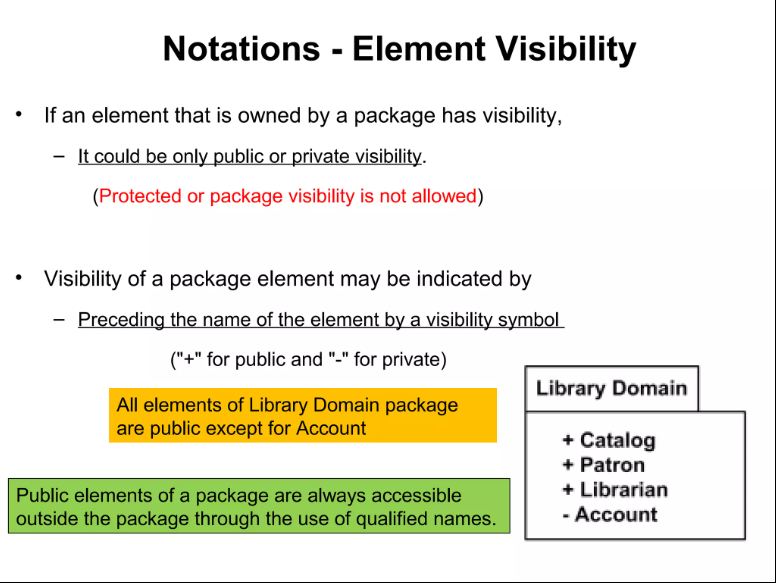 Notations - Element Visibility
• If an element that is owned by a package has visibility,
– It could be only public or private visibility.
(Protected or package visibility is not allowed)
• Visibility of a package element may be indicated by
– Preceding the name of the element by a visibility symbol
("+" for public and "-" for private)
All elements of Library Domain package
are public except for Account
Library Domain
+ Catalog
+ Patron
+ Librarian
- Account
Public elements of a package are always accessible
outside the package through the use of qualified names.